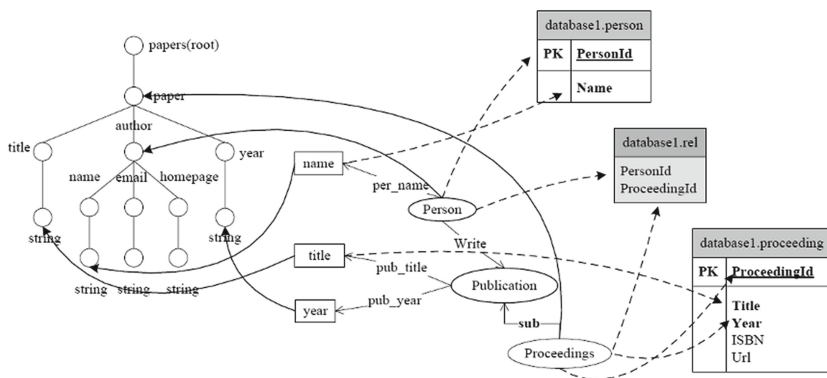 papers(root)
paper
author
title
year
name
email
homepage
string
string
string
string
string
name
per_name
Person
Write
title
pub_title
Publication
pub_year
year
sub
Proceedings
database1.person
PK PersonId
Name
database1.rel
PersonId
ProceedingId
database1.proceeding
PK ProceedingId
Title
Year
ISBN
Url